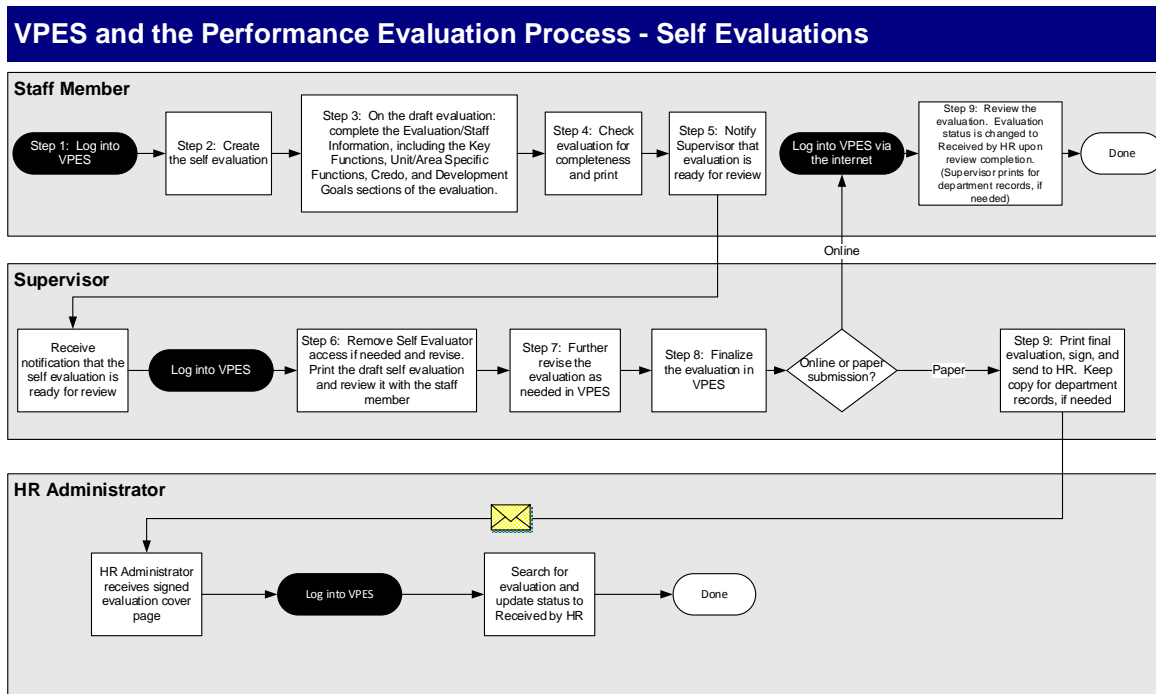 VPES and the Performance Evaluation Process - Self Evaluations
Staff Member
Step 1:  Log into
VPES
Step 2:  Create
the self evaluation
Step 3:  On the draft evaluation:
complete the Evaluation/Staff
Information, including the Key
Functions, Unit/Area Specific
Functions, Credo, and Development
Goals sections of the evaluation.
Step 4:  Check
evaluation for
completeness
and print
Step 5:  Notify
Supervisor that
evaluation is
ready for review
Log into VPES via
the internet
Step 9:  Review the
evaluation.  Evaluation
status is changed to
Received by HR upon
review completion.
(Supervisor prints for
department records, if
needed)
Done
Online
Supervisor
Receive
notification that the
self evaluation is
ready for review
Log into VPES
Step 6:  Remove Self Evaluator
access if needed and revise.
Print the draft self evaluation
and review it with the staff
member
Step 7:  Further
revise the
evaluation as
needed in VPES
Step 8:  Finalize
the evaluation in
VPES
Online or paper
submission?
Paper
Step 9:  Print final
evaluation, sign, and
send to HR.  Keep
copy for department
records, if needed
HR Administrator
HR Administrator
receives signed
evaluation cover
page
Log into VPES
Search for
evaluation and
update status to
Received by HR
Done